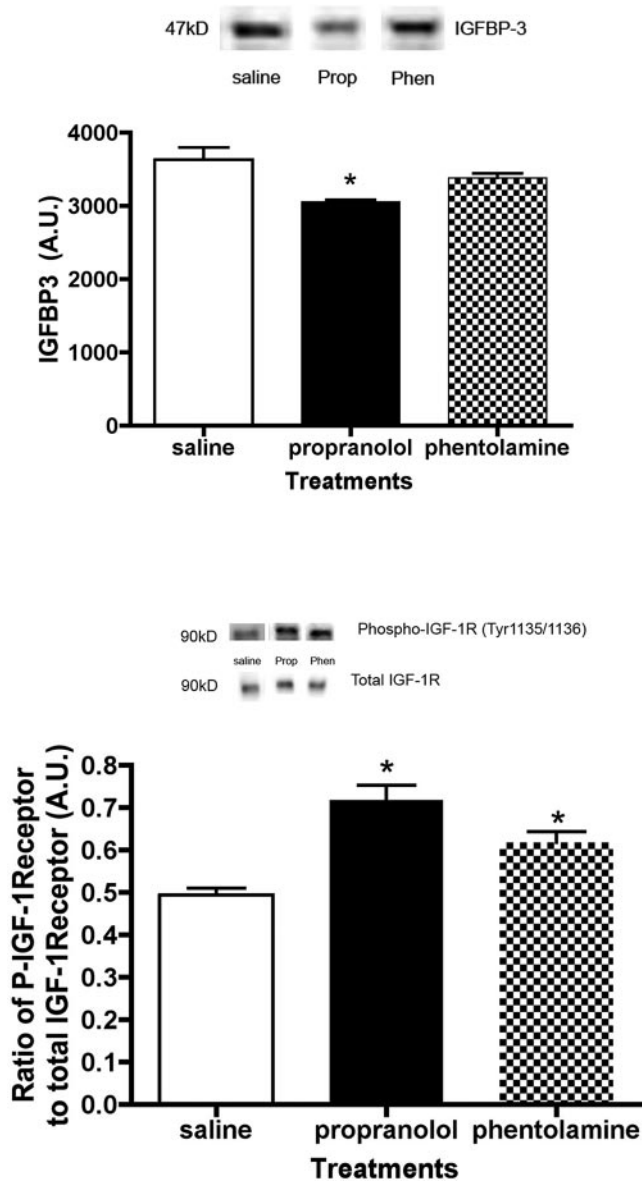 47kD IGFBP-3
saline Prop Phen
IGFBP3 (A.U.)
4000
3000
2000
1000
0
*
saline propranolol phentolamine
Treatments
90kD Phospho-IGF-1R (Tyr1135/1136)
saline Prop Phen
90kD Total IGF-1R
Ratio of P-IGF-1Receptor
to total IGF-1Receptor (A.U.)
0.8
0.7
0.6
0.5
0.4
0.3
0.2
0.1
0.0
*
*
saline propranolol phentolamine
Treatments